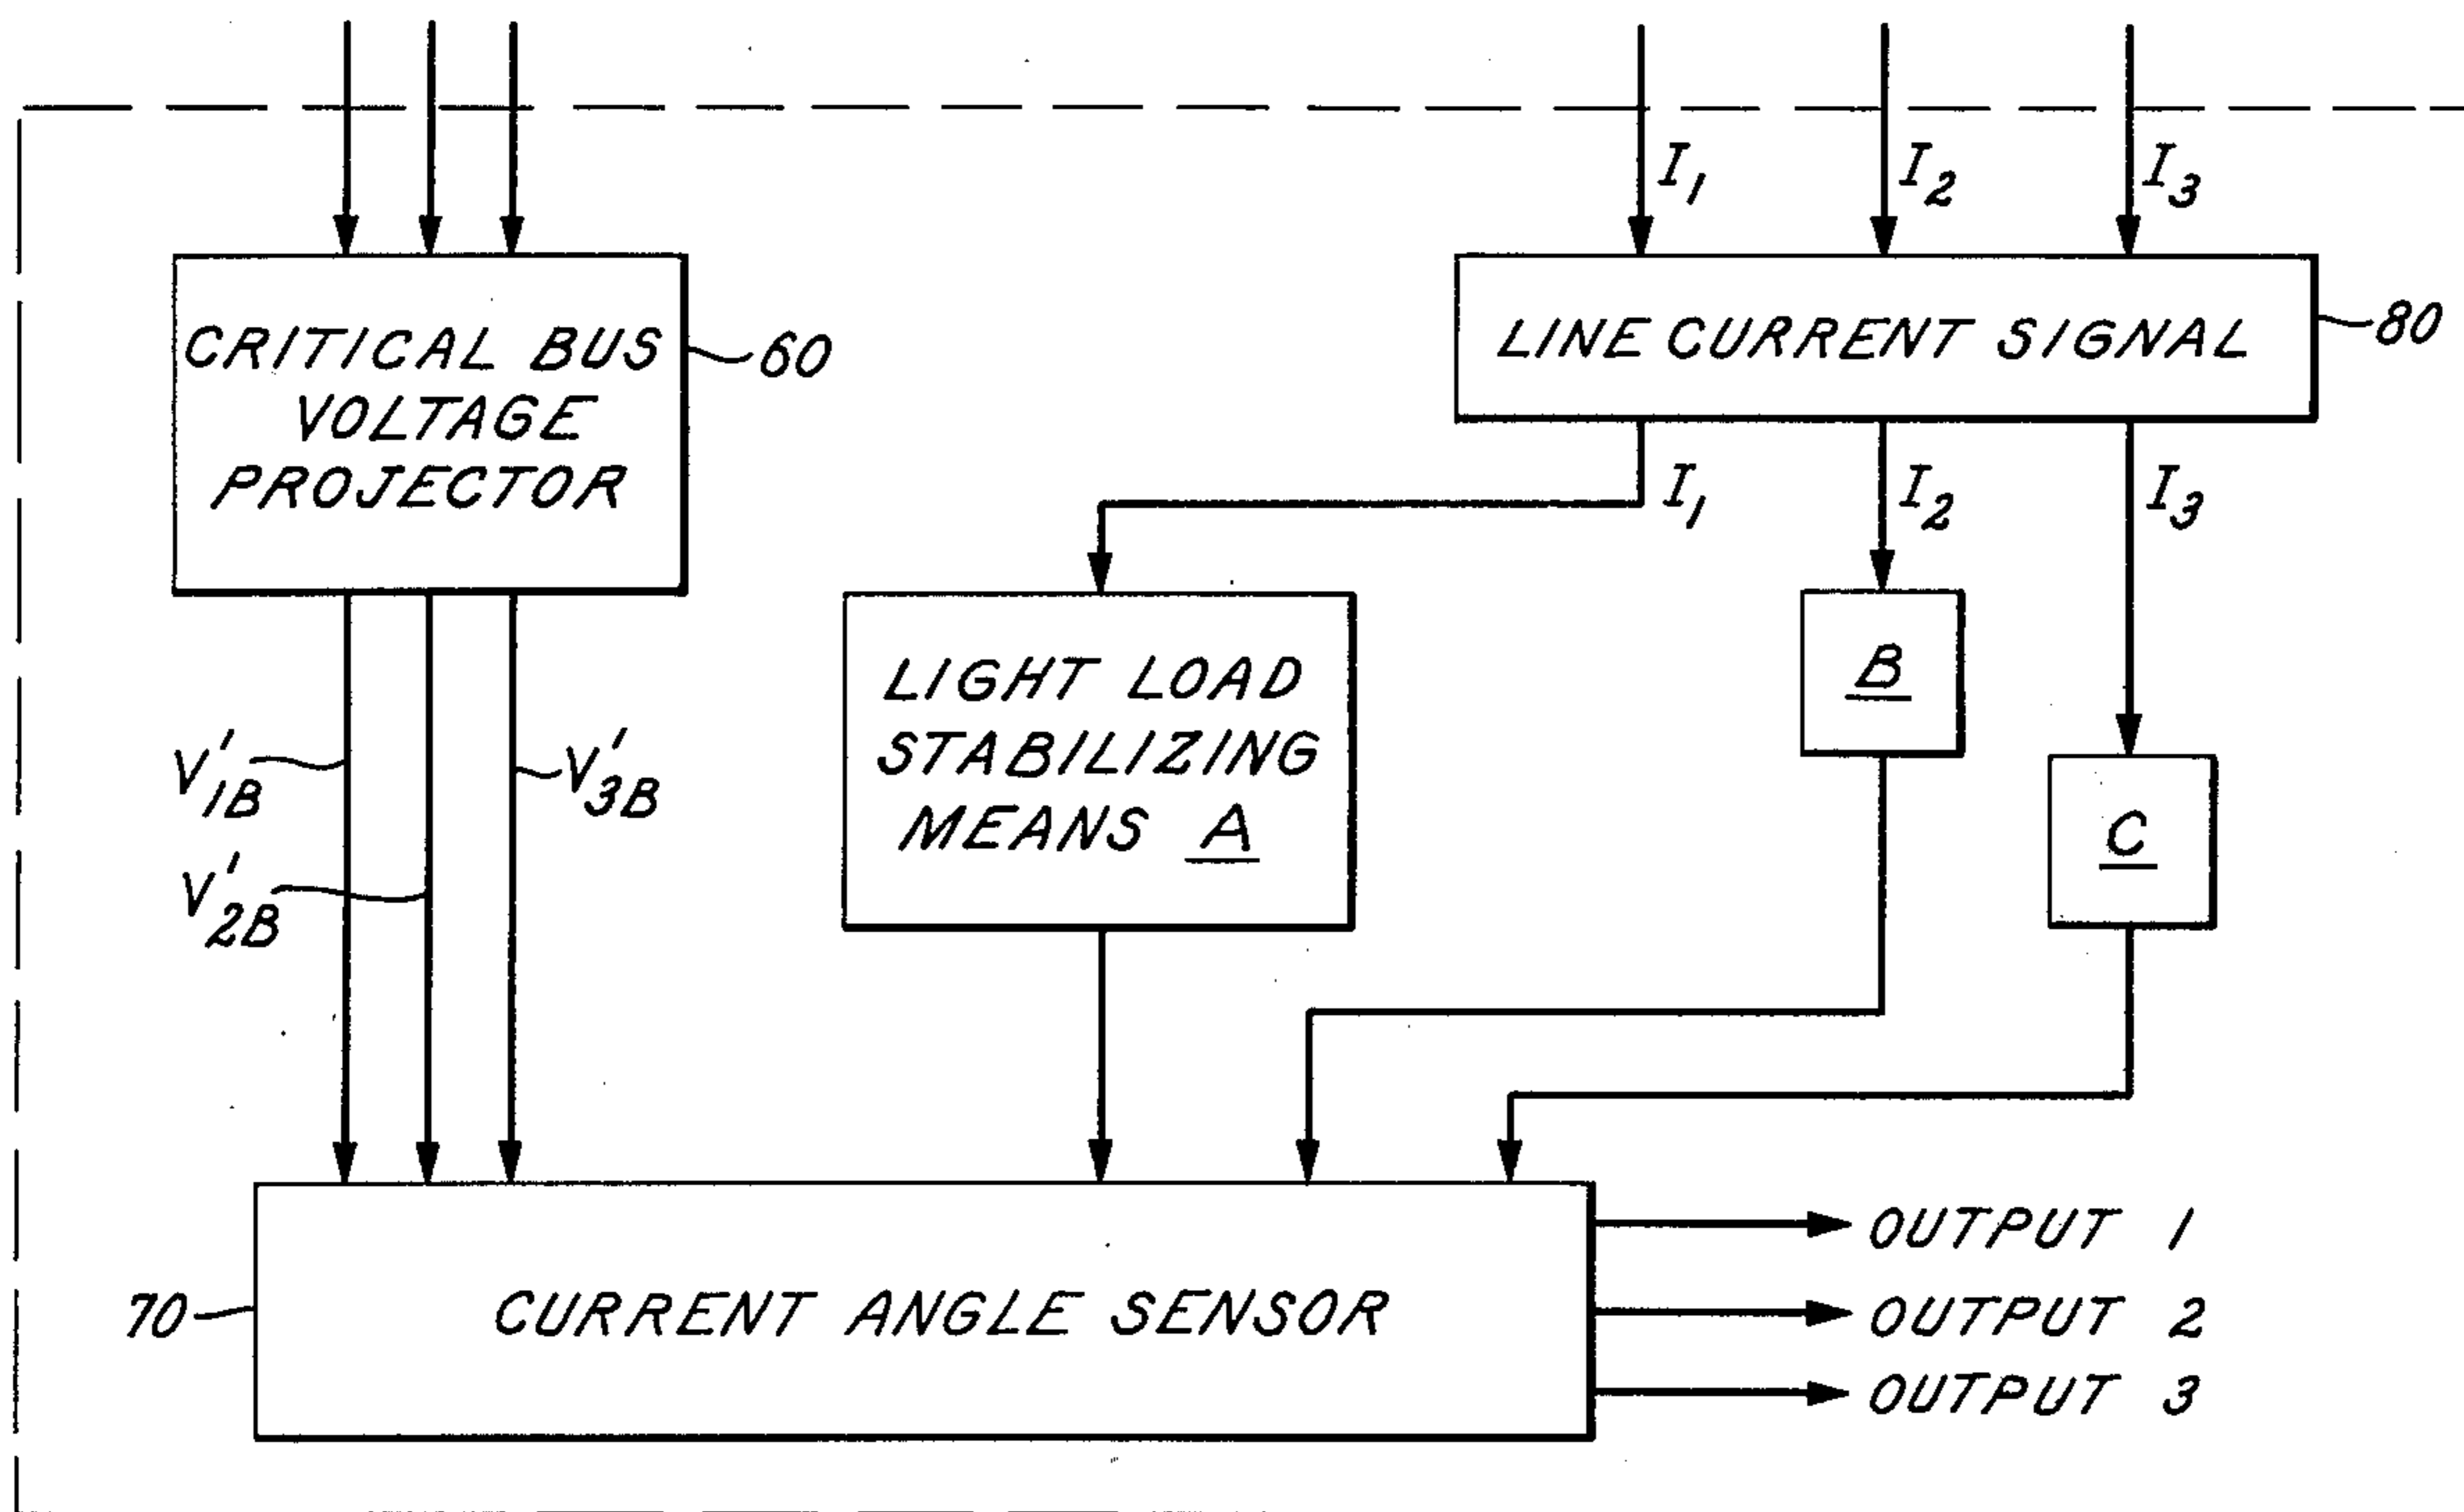 I₁
I₂
I₃
CRITICAL BUS
VOLTAGE
PROJECTOR
60
LINE CURRENT SIGNAL
80
I₁
I₂
I₃
LIGHT LOAD
STABILIZING
MEANS A
B
C
V'1B
V'3B
V'2B
70
CURRENT ANGLE SENSOR
OUTPUT 1
OUTPUT 2
OUTPUT 3